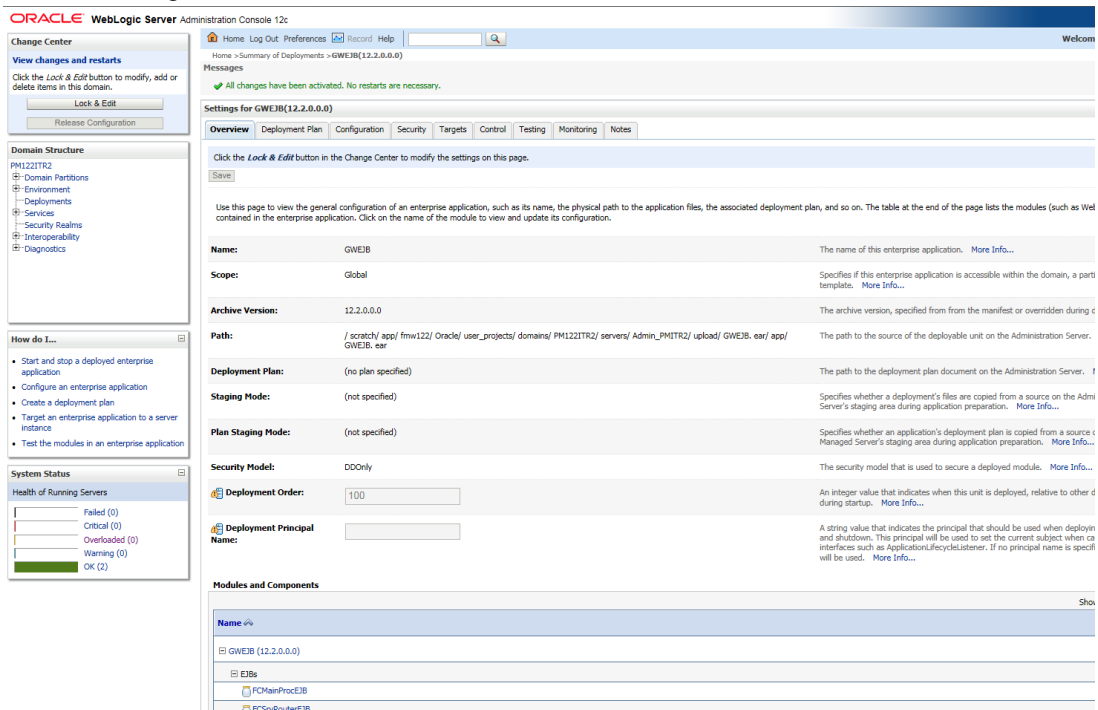 ORACLE WebLogic Server Administration Console 12c
Change Center
View changes and restarts
Click the Lock & Edit button to modify, add or
delete items in this domain.
Lock & Edit
Release Configuration
Domain Structure
PM122ITR2
Domain Partitions
Environment
Deployments
Services
Security Realms
Interoperability
Diagnostics
How do I...
Start and stop a deployed enterprise
application
Configure an enterprise application
Create a deployment plan
Target an enterprise application to a server
instance
Test the modules in an enterprise application
System Status
Health of Running Servers
Failed (0)
Critical (0)
Overloaded (0)
Warning (0)
OK (2)
Home Log Out Preferences Record Help
Welcom
Home >Summary of Deployments >GWEJB(12.2.0.0.0)
Messages
All changes have been activated. No restarts are necessary.
Settings for GWEJB(12.2.0.0.0)
Overview Deployment Plan Configuration Security Targets Control Testing Monitoring Notes
Click the Lock & Edit button in the Change Center to modify the settings on this page.
Save
Use this page to view the general configuration of an enterprise application, such as its name, the physical path to the application files, the associated deployment plan, and so on. The table at the end of the page lists the modules (such as Web
contained in the enterprise application. Click on the name of the module to view and update its configuration.
Name: GWEJB The name of this enterprise application. More Info...
Scope: Global Specifies if this enterprise application is accessible within the domain, a parti
template. More Info...
Archive Version: 12.2.0.0.0 The archive version, specified from from the manifest or overridden during d
Path: / scratch/ app/ fmw122/ Oracle/ user_projects/ domains/ PM122ITR2/ servers/ Admin_PMITR2/ upload/ GWEJB. ear/ app/ The path to the source of the deployable unit on the Administration Server.
GWEJB. ear
Deployment Plan: (no plan specified) The path to the deployment plan document on the Administration Server. M
Staging Mode: (not specified) Specifies whether a deployment's files are copied from a source on the Admi
Server's staging area during application preparation. More Info...
Plan Staging Mode: (not specified) Specifies whether an application's deployment plan is copied from a source o
Managed Server's staging area during application preparation. More Info...
Security Model: DDOnly The security model that is used to secure a deployed module. More Info...
Deployment Order: 100 An integer value that indicates when this unit is deployed, relative to other d
during startup. More Info...
Deployment Principal A string value that indicates the principal that should be used when deployin
Name: and shutdown. This principal will be used to set the current subject when ca
interfaces such as ApplicationLifecycleListener. If no principal name is specifi
will be used. More Info...
Modules and Components
Show
Name
GWEJB (12.2.0.0.0)
EJBs
FCMainProcEJB
FCSrvRouterEJB